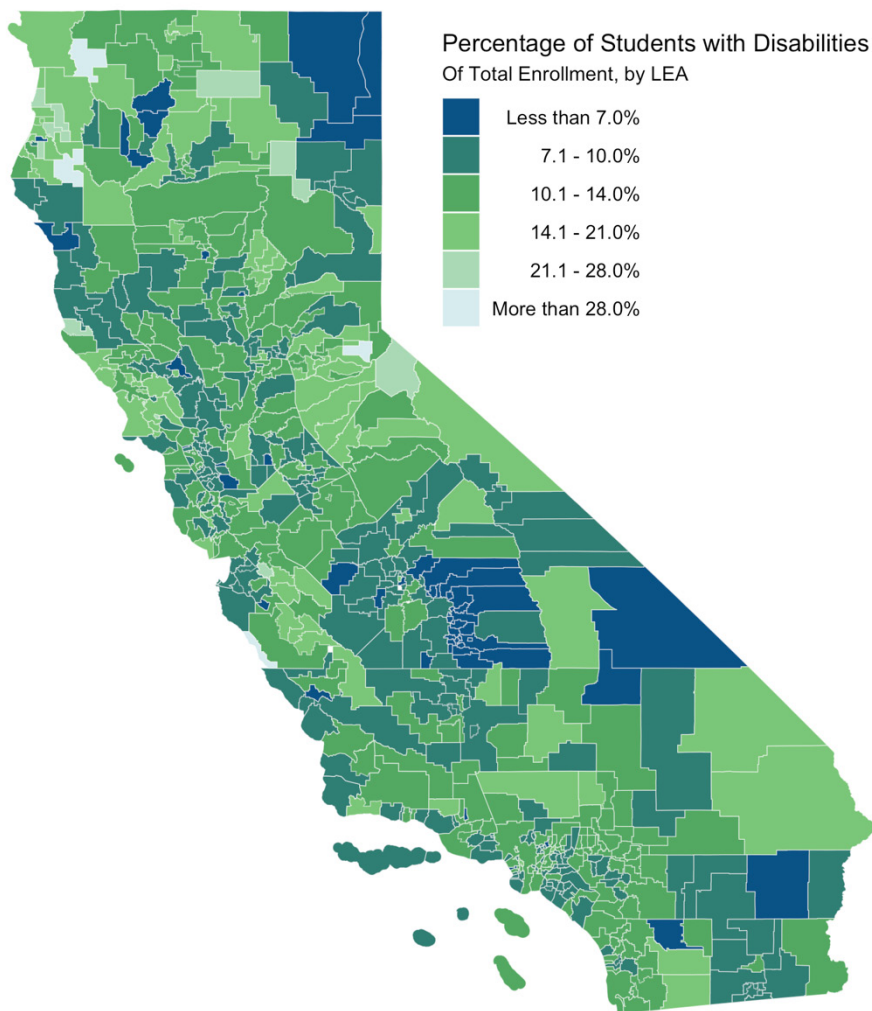 Percentage of Students with Disabilities
Of Total Enrollment, by LEA
Less than 7.0%
7.1 - 10.0%
10.1 - 14.0%
14.1 - 21.0%
21.1 - 28.0%
More than 28.0%